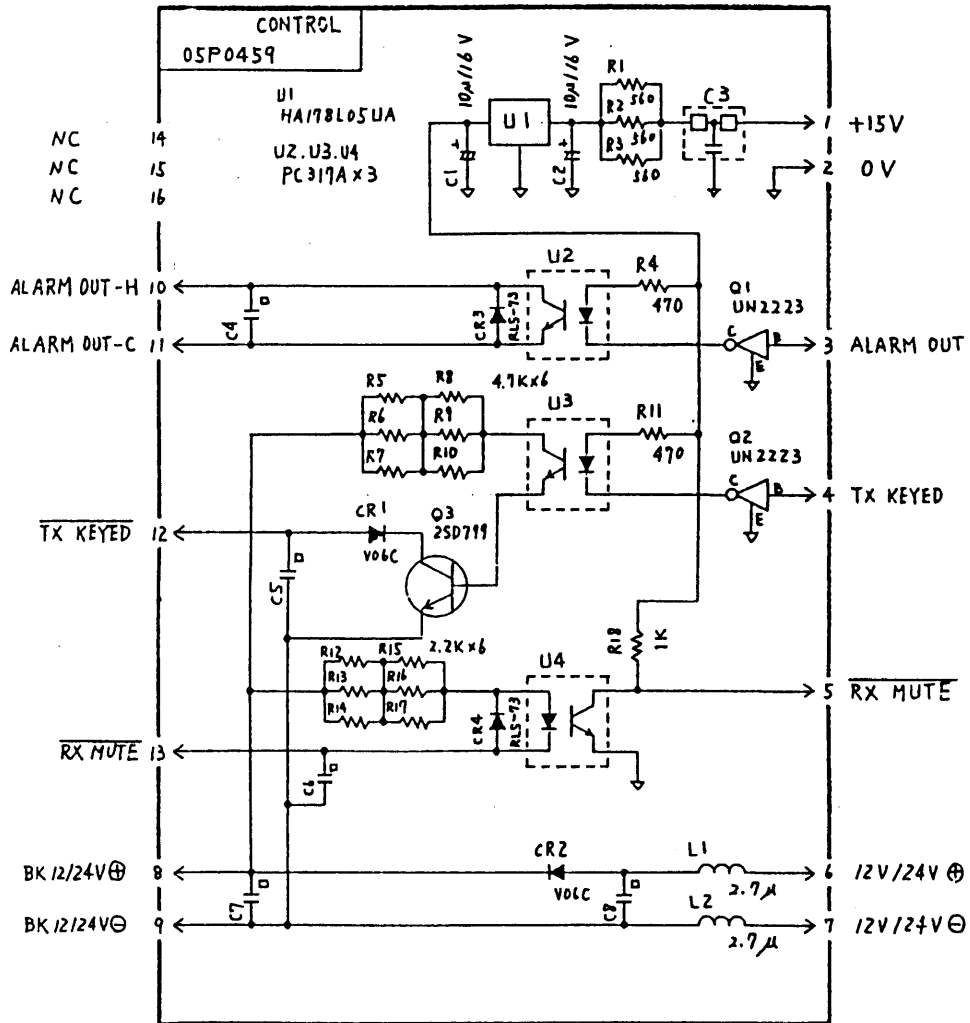 CONTROL
05P0459
U1
HA178L05UA
U2.U3.U4
PC317A×3
10μ/16V
10μ/16V
U1
C1
C2
R1
560
R2
560
R3
560
C3
1 +15V
2 0V
NC 14
NC 15
NC 16
ALARM OUT-H 10
ALARM OUT-C 11
C4
CR3
RLS-73
U2
R4
470
Q1
UN2223
C
B
E
3 ALARM OUT
R5
R6
R7
R8
R9
R10
4.7K×6
U3
R11
470
Q2
UN2223
C
B
E
4 TX KEYED
TX KEYED 12
CR1
V06C
Q3
2SD799
C5
R12
R13
R14
R15
R16
R17
2.2K×6
CR4
RLS-73
U4
R18
1K
5 RX MUTE
RX MUTE 13
C6
BK 12/24V⊕ 8
C7
BK 12/24V⊖ 9
CR2
V06C
C8
L1
2.7μ
L2
2.7μ
6 12V/24V⊕
7 12V/24V⊖